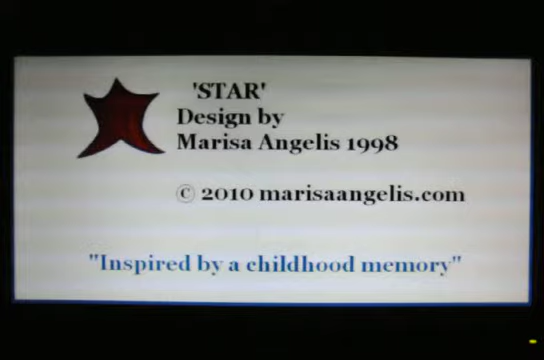 'STAR'
Design by
Marisa Angelis 1998
© 2010 marisaangelis.com
"Inspired by a childhood memory"